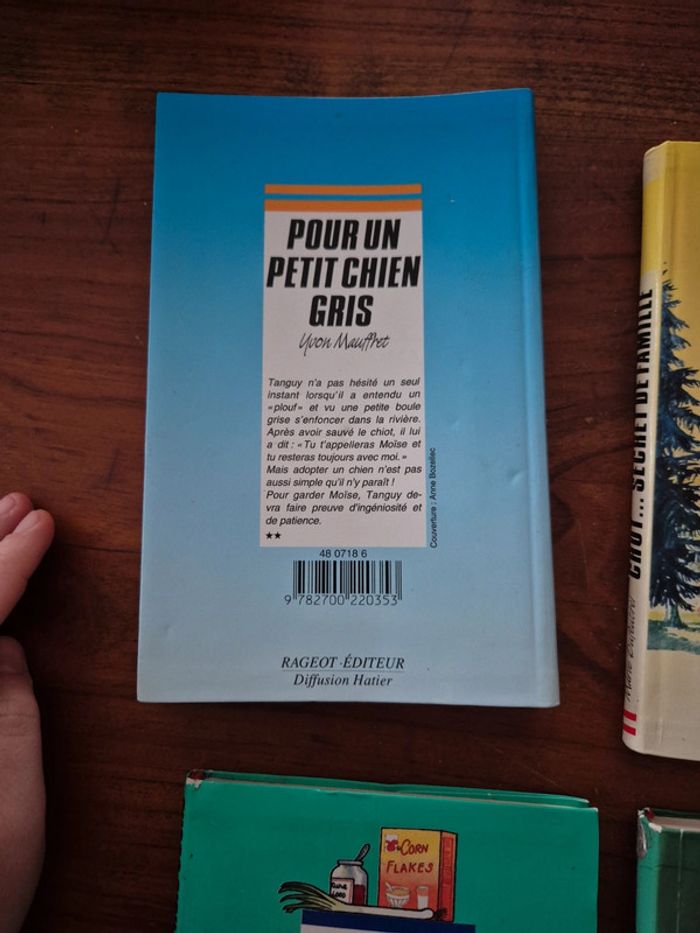 POUR UN
PETIT CHIEN
GRIS
Yvon Mauffret
Tanguy n'a pas hésité un seul
instant lorsqu'il a entendu un
«plouf» et vu une petite boule
grise s'enfoncer dans la rivière.
Après avoir sauvé le chiot, il lui
a dit : «Tu t'appelleras Moïse et
tu resteras toujours avec moi.»
Mais adopter un chien n'est pas
aussi simple qu'il n'y paraît !
Pour garder Moïse, Tanguy de-
vra faire preuve d'ingéniosité et
de patience.
★★
Couverture : Anne Bozellec
48 0718 6
9 782700 220353
RAGEOT·ÉDITEUR
Diffusion Hatier
CHUT... SECRET DE FAMILLE
CORN
FLAKES